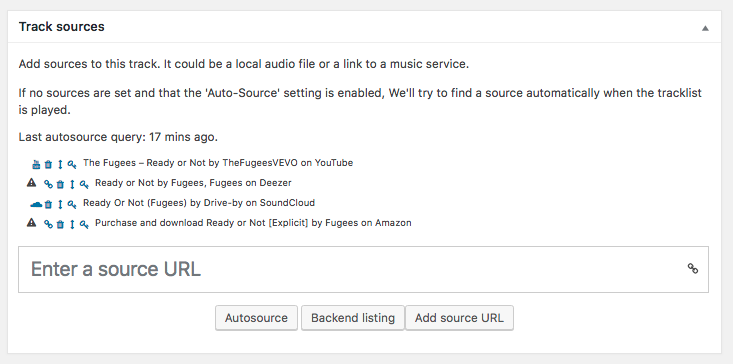 Track sources
Add sources to this track. It could be a local audio file or a link to a music service.
If no sources are set and that the 'Auto-Source' setting is enabled, We'll try to find a source automatically when the tracklist
is played.
Last autosource query: 17 mins ago.
The Fugees – Ready or Not by TheFugeesVEVO on YouTube
Ready or Not by Fugees, Fugees on Deezer
Ready Or Not (Fugees) by Drive-by on SoundCloud
Purchase and download Ready or Not [Explicit] by Fugees on Amazon
Enter a source URL
Autosource Backend listing Add source URL